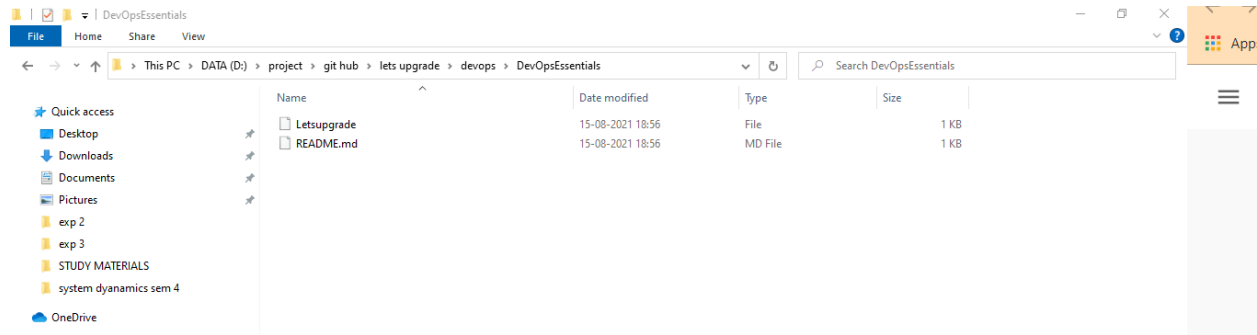 DevOpsEssentials
File Home Share View
Apps
This PC > DATA (D:) > project > git hub > lets upgrade > devops > DevOpsEssentials
Search DevOpsEssentials
Name Date modified Type Size
Quick access
Desktop
Downloads
Documents
Pictures
exp 2
exp 3
STUDY MATERIALS
system dyanamics sem 4
OneDrive
Letsupgrade 15-08-2021 18:56 File 1 KB
README.md 15-08-2021 18:56 MD File 1 KB